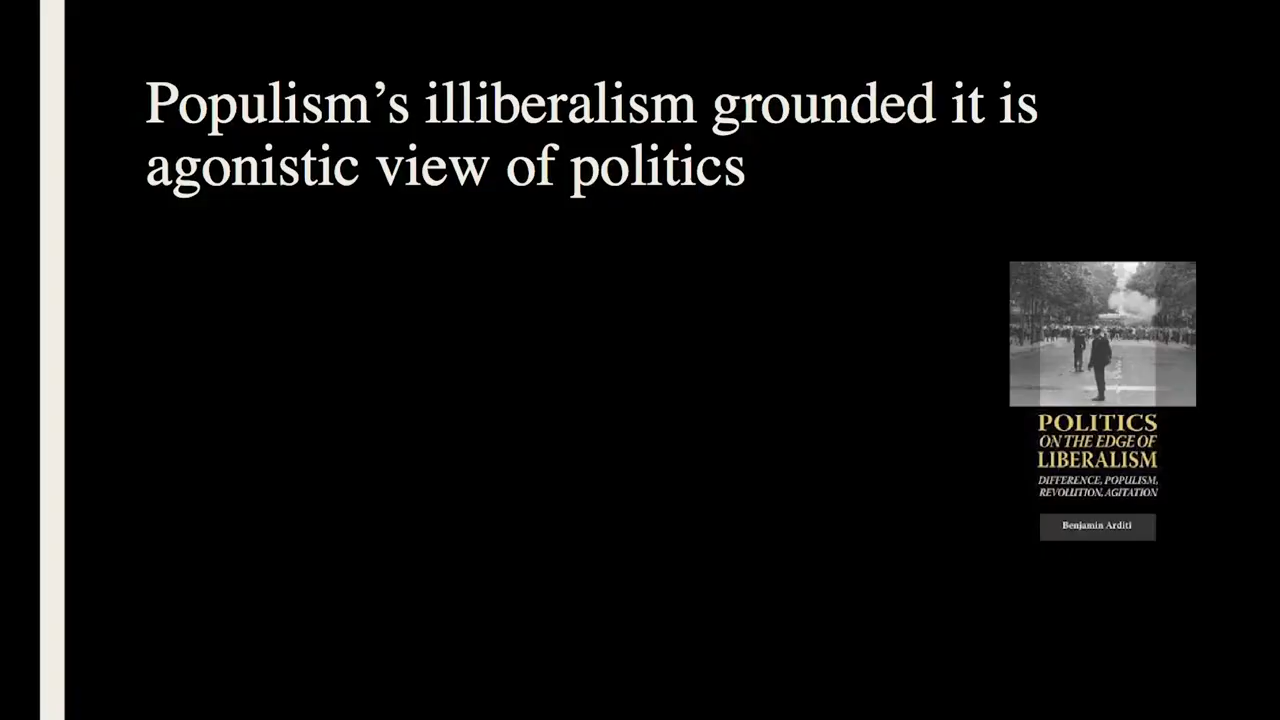 Populism’s illiberalism grounded it is
agonistic view of politics
POLITICS
ON THE EDGE OF
LIBERALISM
DIFFERENCE, POPULISM,
REVOLUTION, AGITATION
Benjamin Arditi